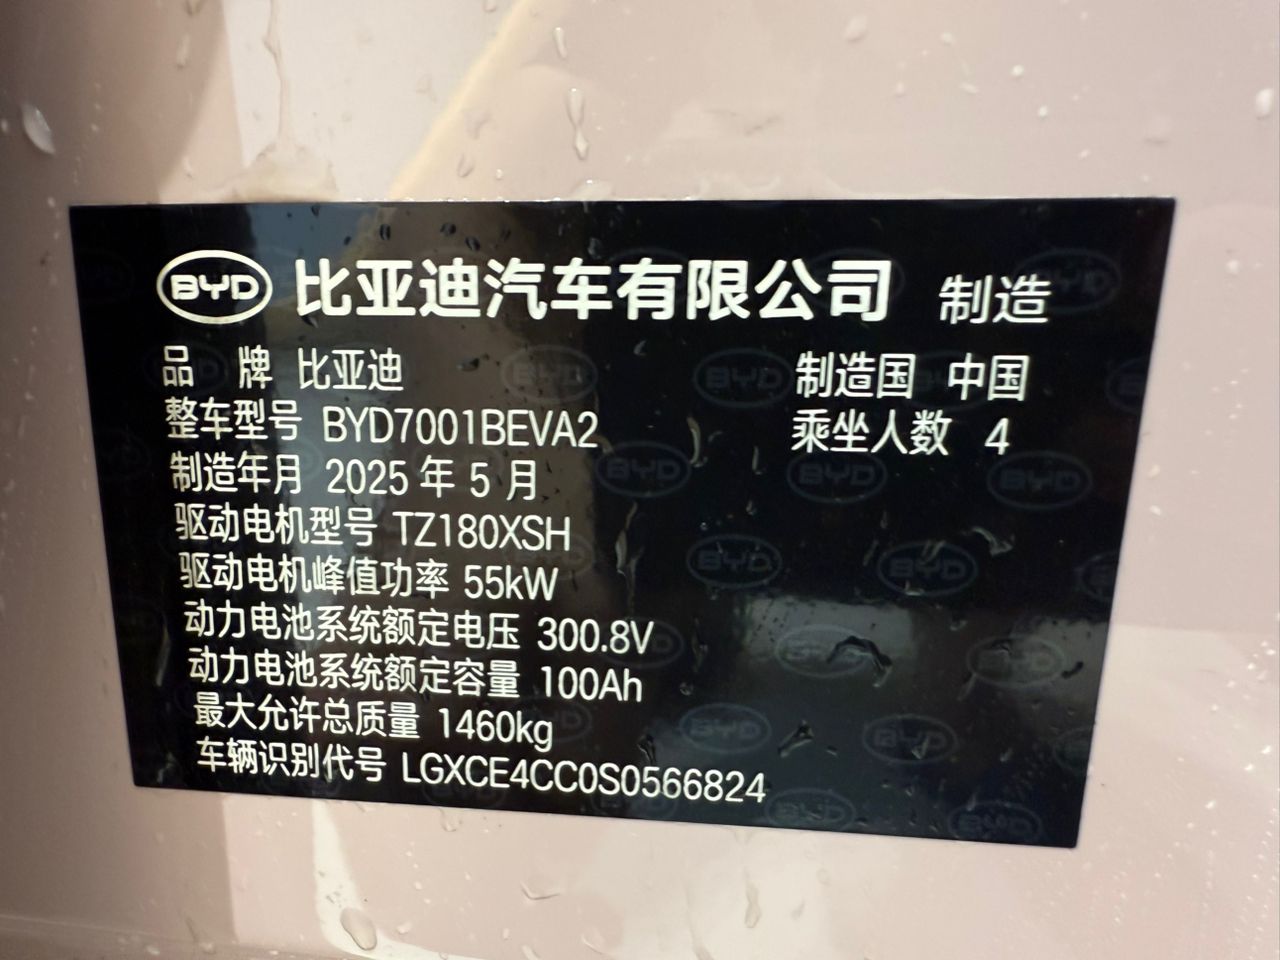 BYD 比亚迪汽车有限公司 制造
品 牌 比亚迪 制造国 中国
整车型号 BYD7001BEVA2 乘坐人数 4
制造年月 2025 年 5 月
驱动电机型号 TZ180XSH
驱动电机峰值功率 55kW
动力电池系统额定电压 300.8V
动力电池系统额定容量 100Ah
最大允许总质量 1460kg
车辆识别代号 LGXCE4CC0S0566824